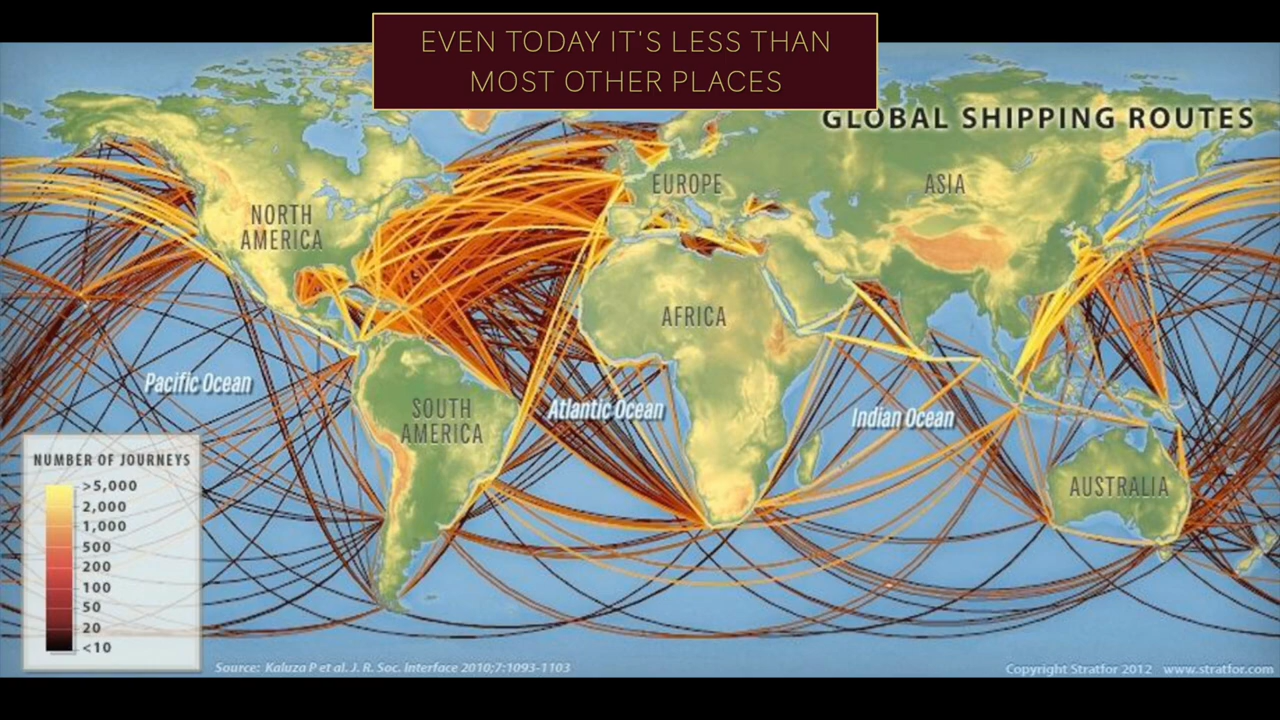 EVEN TODAY IT'S LESS THAN
MOST OTHER PLACES
GLOBAL SHIPPING ROUTES
EUROPE
ASIA
NORTH
AMERICA
AFRICA
Pacific Ocean
SOUTH
AMERICA
Atlantic Ocean
Indian Ocean
AUSTRALIA
NUMBER OF JOURNEYS
>5,000
2,000
1,000
500
200
100
50
20
<10
Source: Kaluza P et al. J. R. Soc. Interface 2010;7:1093-1103
Copyright Stratfor 2012 www.stratfor.com